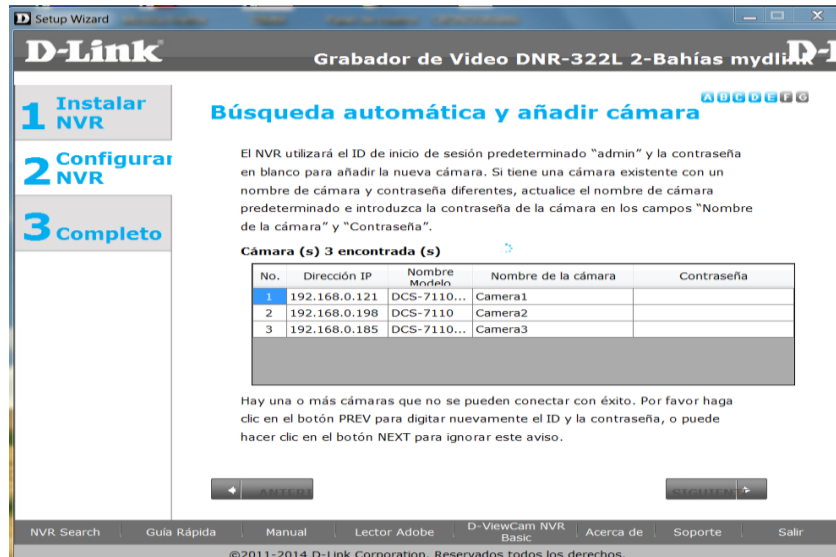 Setup Wizard
D-Link
Grabador de Video DNR-322L 2-Bahías mydlink
A B C D E F G
1 Instalar NVR
2 Configurar NVR
3 Completo
Búsqueda automática y añadir cámara
El NVR utilizará el ID de inicio de sesión predeterminado “admin” y la contraseña
en blanco para añadir la nueva cámara. Si tiene una cámara existente con un
nombre de cámara y contraseña diferentes, actualice el nombre de cámara
predeterminado e introduzca la contraseña de la cámara en los campos “Nombre
de la cámara” y “Contraseña”.
Cámara (s) 3 encontrada (s)
No. Dirección IP Nombre Modelo Nombre de la cámara Contraseña
1 192.168.0.121 DCS-7110... Camera1
2 192.168.0.198 DCS-7110 Camera2
3 192.168.0.185 DCS-7110... Camera3
Hay una o más cámaras que no se pueden conectar con éxito. Por favor haga
clic en el botón PREV para digitar nuevamente el ID y la contraseña, o puede
hacer clic en el botón NEXT para ignorar este aviso.
NVR Search Guía Rápida Manual Lector Adobe D-ViewCam NVR Basic Acerca de Soporte Salir
©2011-2014 D-Link Corporation. Reservados todos los derechos.